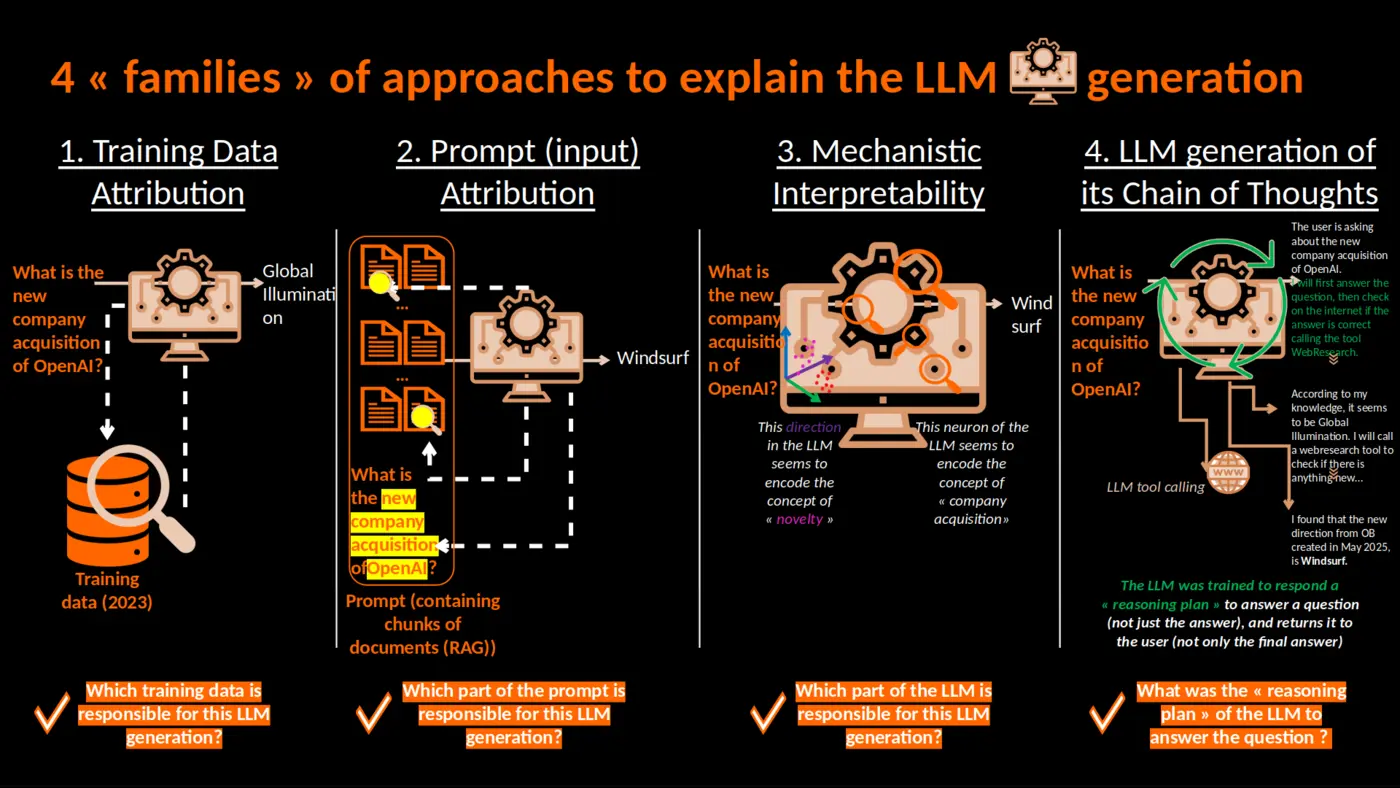 4 « families » of approaches to explain the LLM generation
1. Training Data
Attribution
What is the
new
company
acquisition
of OpenAI?
Global
Illuminati
on
Training
data (2023)
Which training data is
responsible for this LLM
generation?
2. Prompt (input)
Attribution
...
...
What is
the new
company
acquisition
ofOpenAI?
Windsurf
Prompt (containing
chunks of
documents (RAG))
Which part of the prompt is
responsible for this LLM
generation?
3. Mechanistic
Interpretability
What is
the new
company
acquisitio
n of
OpenAI?
Wind
surf
This direction
in the LLM
seems to
encode the
concept of
« novelty »
This neuron of the
LLM seems to
encode the
concept of
« company
acquisition»
Which part of the LLM is
responsible for this LLM
generation?
4. LLM generation of
its Chain of Thoughts
What is
the new
company
acquisitio
n of
OpenAI?
The user is asking
about the new
company acquisition
of OpenAI.
I will first answer the
question, then check
on the internet if the
answer is correct
calling the tool
WebResearch.
According to my
knowledge, it seems
to be Global
Illumination. I will call
a webresearch tool to
check if there is
anything new...
WWW
LLM tool calling
I found that the new
direction from OB
created in May 2025,
is Windsurf.
The LLM was trained to respond a
« reasoning plan » to answer a question
(not just the answer), and returns it to
the user (not only the final answer)
What was the « reasoning
plan » of the LLM to
answer the question ?